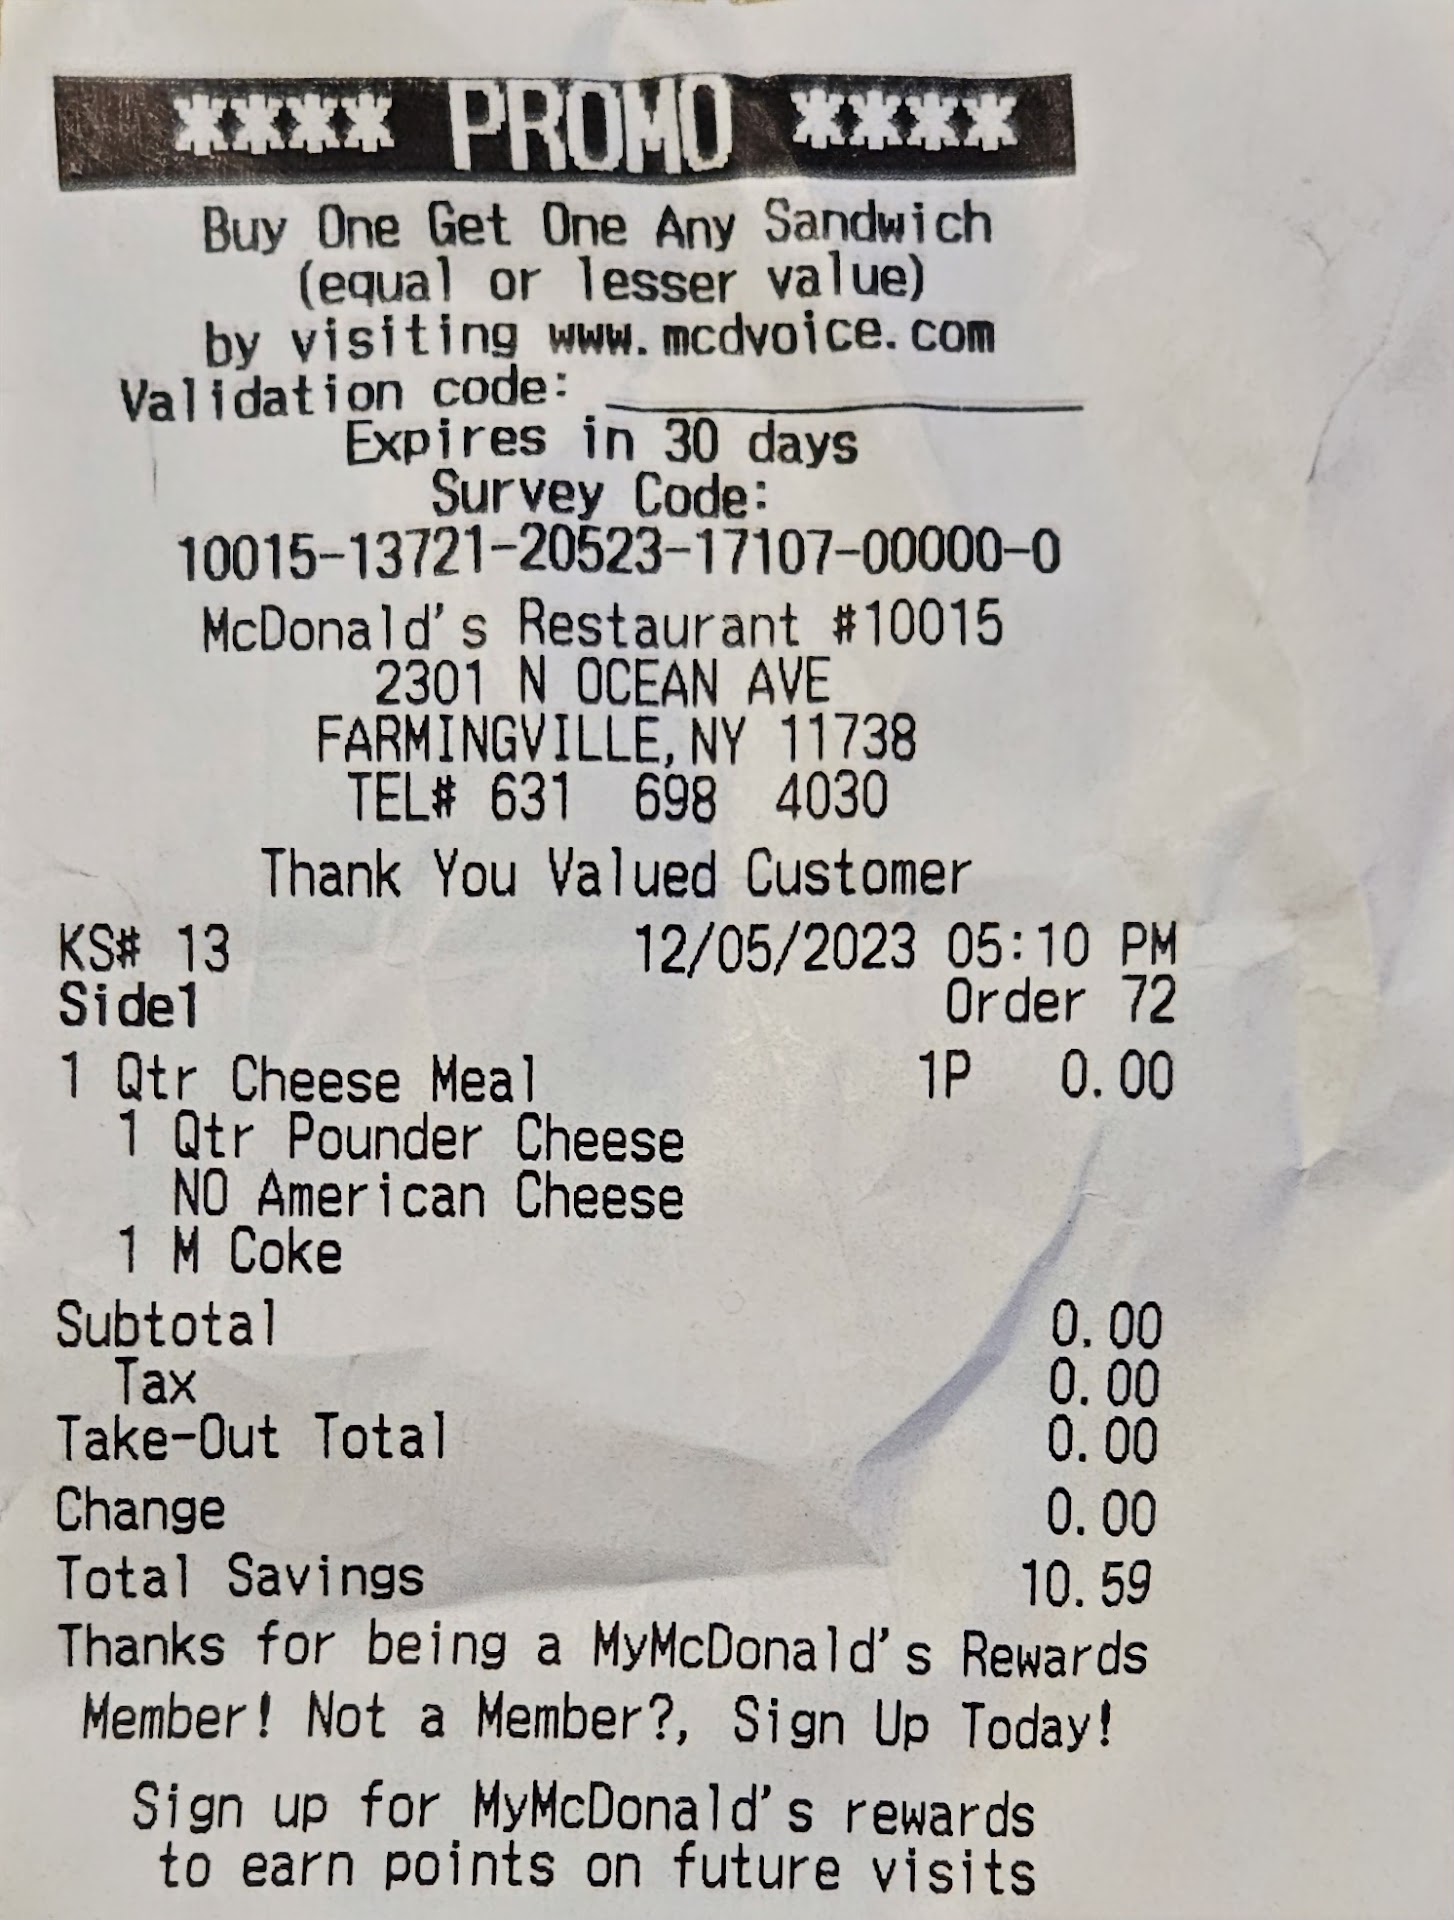 **** PROMO ****
Buy One Get One Any Sandwich
(equal or lesser value)
by visiting www.mcdvoice.com
Validation code: ________________
Expires in 30 days
Survey Code:
10015-13721-20523-17107-00000-0
McDonald's Restaurant #10015
2301 N OCEAN AVE
FARMINGVILLE,NY 11738
TEL# 631 698 4030
Thank You Valued Customer
KS# 13 12/05/2023 05:10 PM
Side1 Order 72
1 Qtr Cheese Meal 1P 0.00
1 Qtr Pounder Cheese
NO American Cheese
1 M Coke
Subtotal 0.00
Tax 0.00
Take-Out Total 0.00
Change 0.00
Total Savings 10.59
Thanks for being a MyMcDonald's Rewards
Member! Not a Member?, Sign Up Today!
Sign up for MyMcDonald's rewards
to earn points on future visits